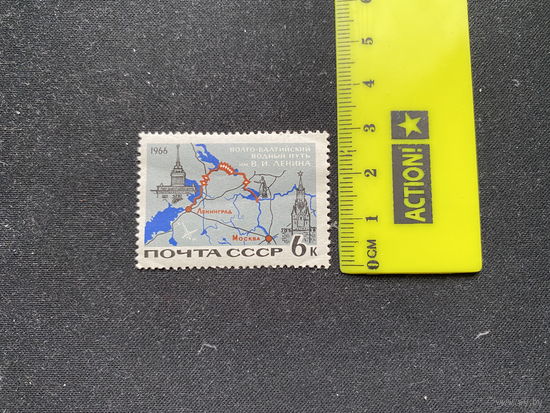 1966
ВОЛГО-БАЛТИЙСКИЙ
ВОДНЫЙ ПУТЬ
ИМ. В. И. ЛЕНИНА
ЛЕНИНГРАД
МОСКВА
ПОЧТА СССР 6 К
0 СМ 1 2 3 4 5 6
ACTION!